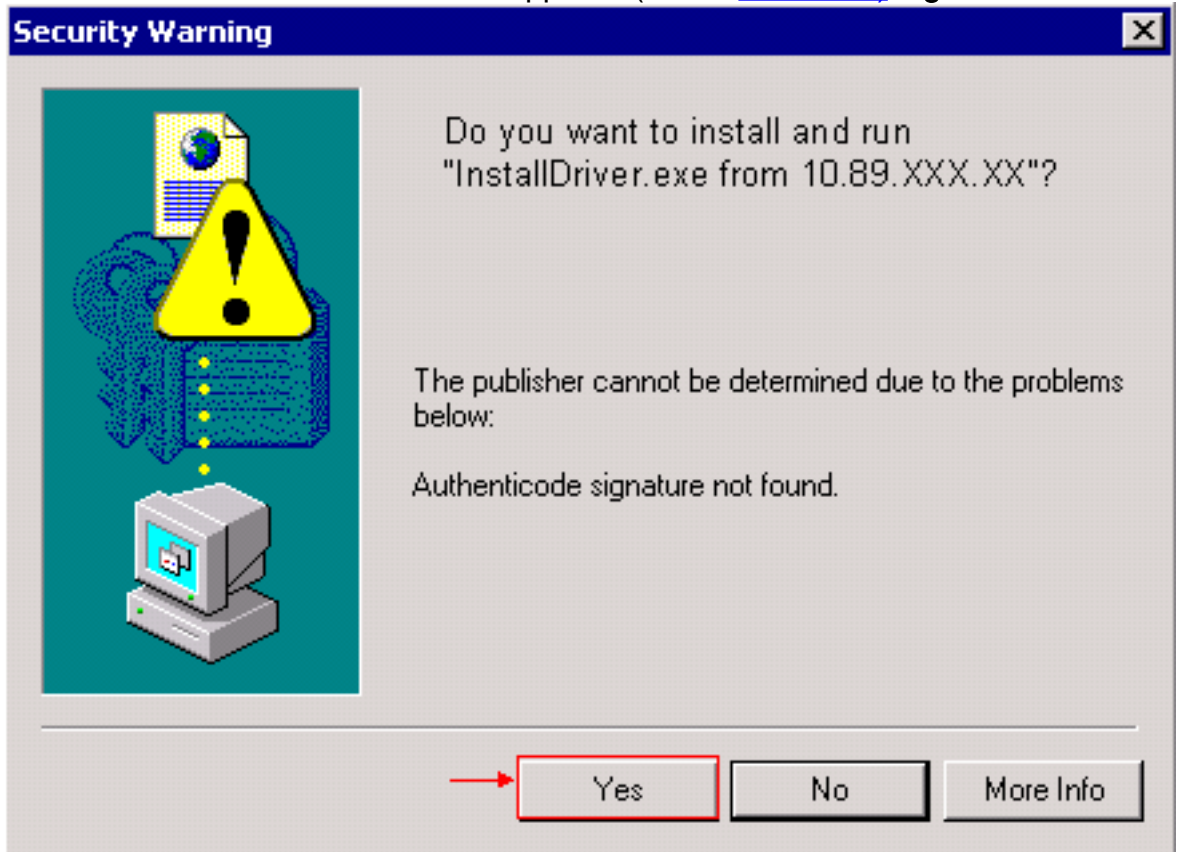 Security Warning
Do you want to install and run
"InstallDriver.exe from 10.89.XXX.XX"?
The publisher cannot be determined due to the problems
below:
Authenticode signature not found.
Yes
No
More Info